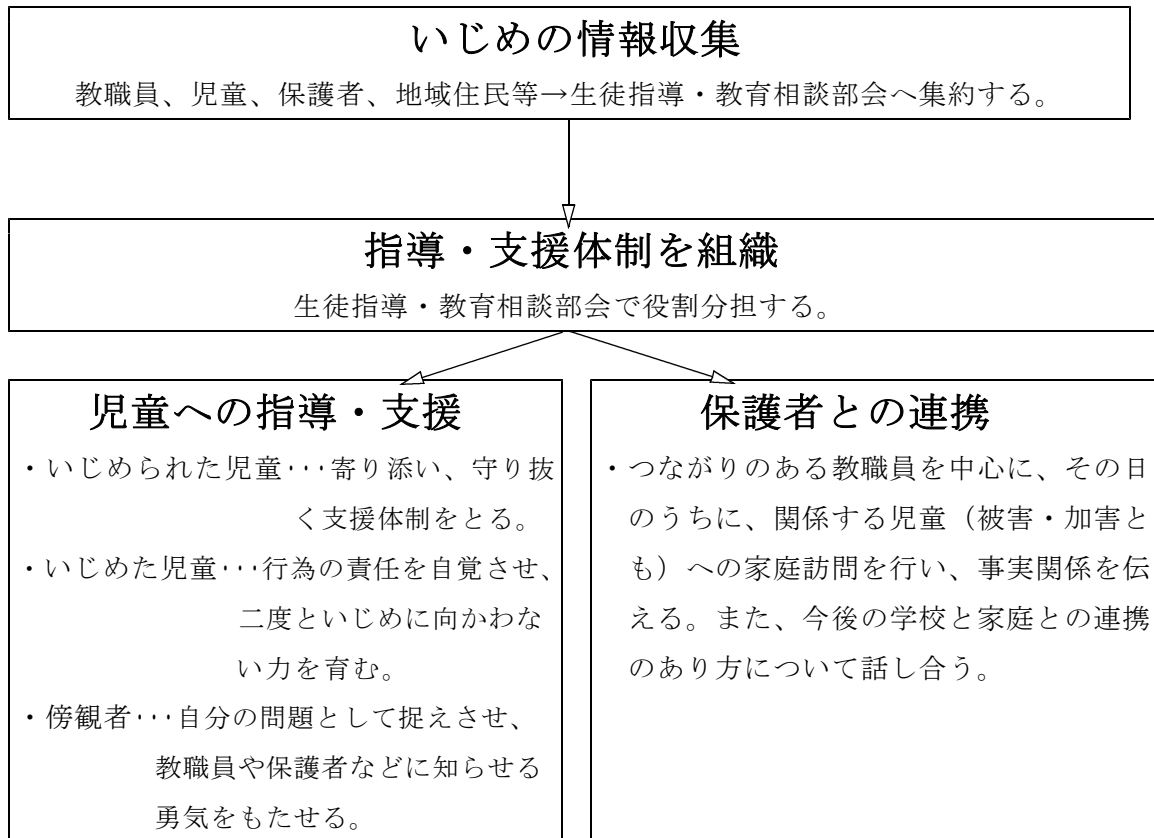 いじめの情報収集
教職員、児童、保護者、地域住民等→生徒指導・教育相談部会へ集約する。
指導・支援体制を組織
生徒指導・教育相談部会で役割分担する。
児童への指導・支援
・いじめられた児童･･･寄り添い、守り抜
く支援体制をとる。
・いじめた児童･･･行為の責任を自覚させ、
二度といじめに向かわな
い力を育む。
・傍観者･･･自分の問題として捉えさせ、
教職員や保護者などに知らせる
勇気をもたせる。
保護者との連携
・つながりのある教職員を中心に、その日
のうちに、関係する児童（被害・加害と
も）への家庭訪問を行い、事実関係を伝
える。また、今後の学校と家庭との連携
のあり方について話し合う。